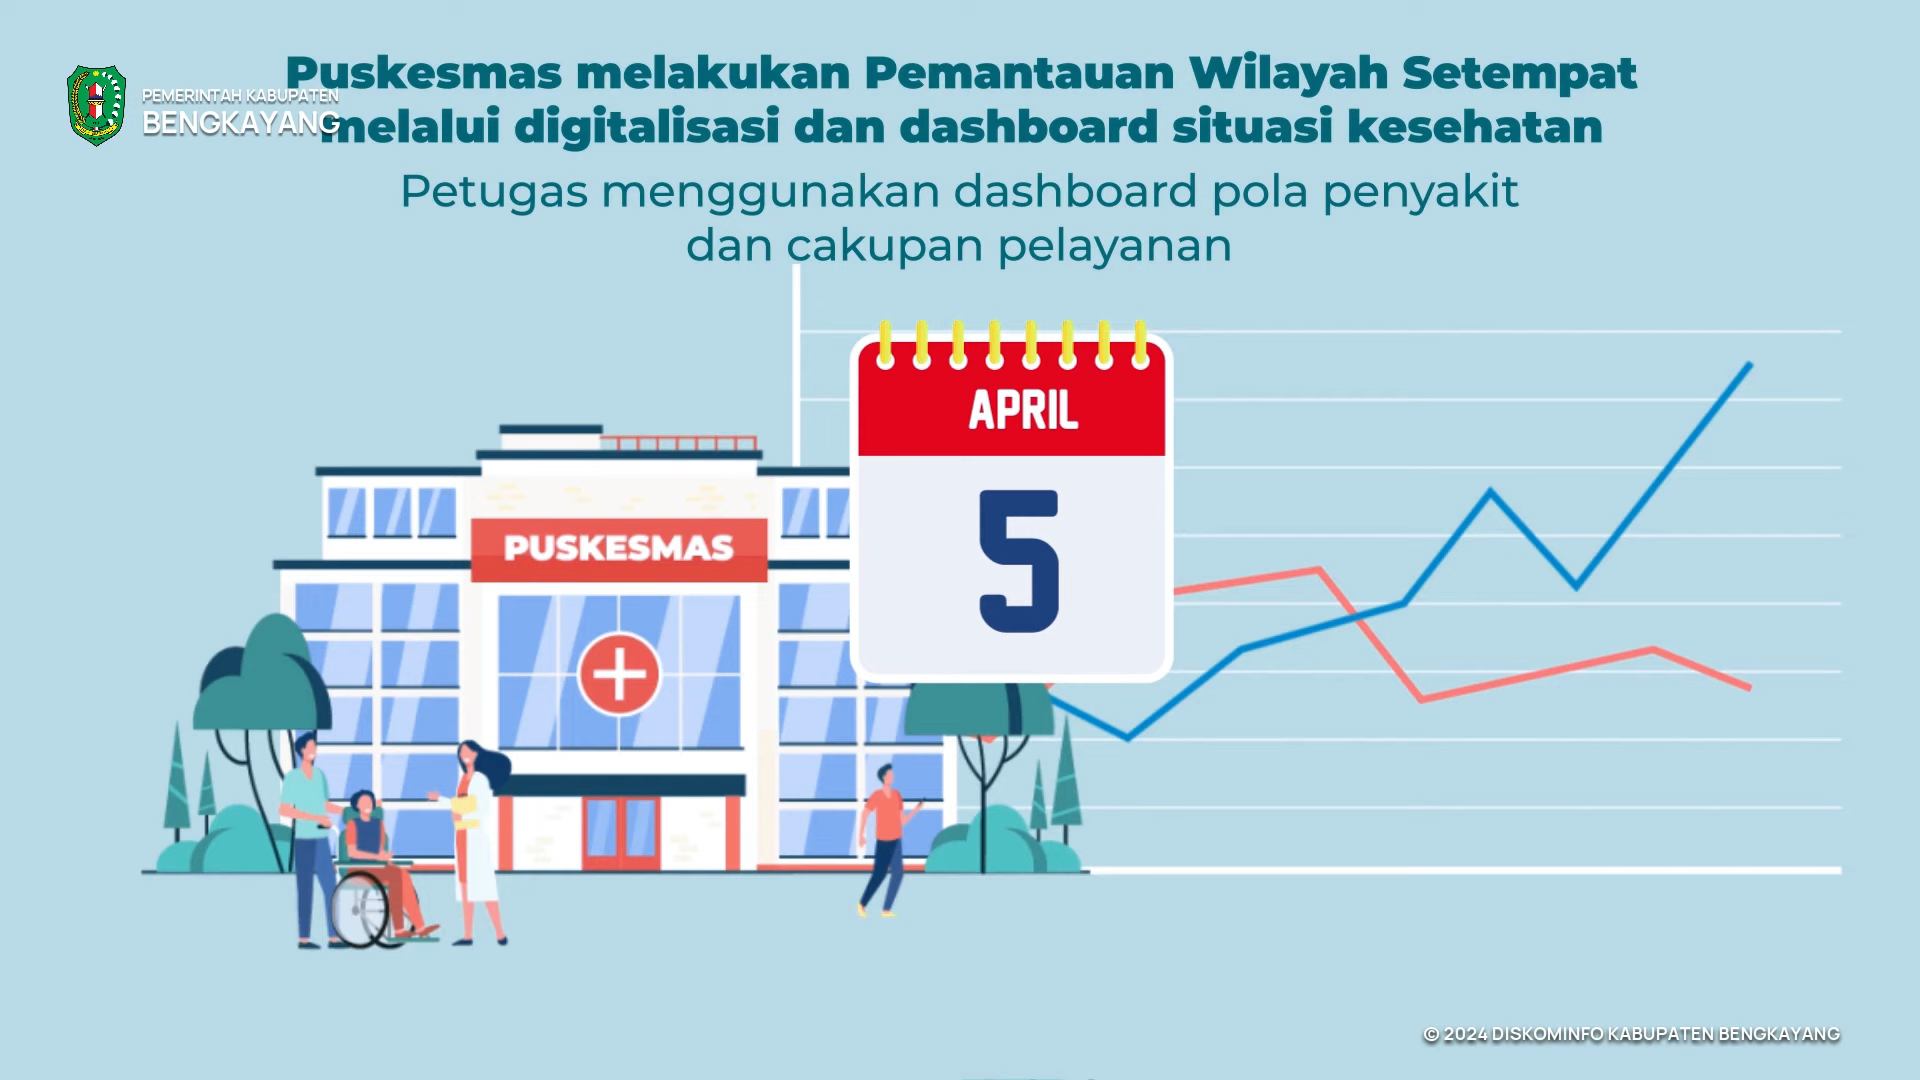 Puskesmas melakukan Pemantauan Wilayah Setempat
melalui digitalisasi dan dashboard situasi kesehatan
PEMERINTAH KABUPATEN
BENGKAYANG
Petugas menggunakan dashboard pola penyakit
dan cakupan pelayanan
APRIL
5
PUSKESMAS
© 2024 DISKOMINFO KABUPATEN BENGKAYANG